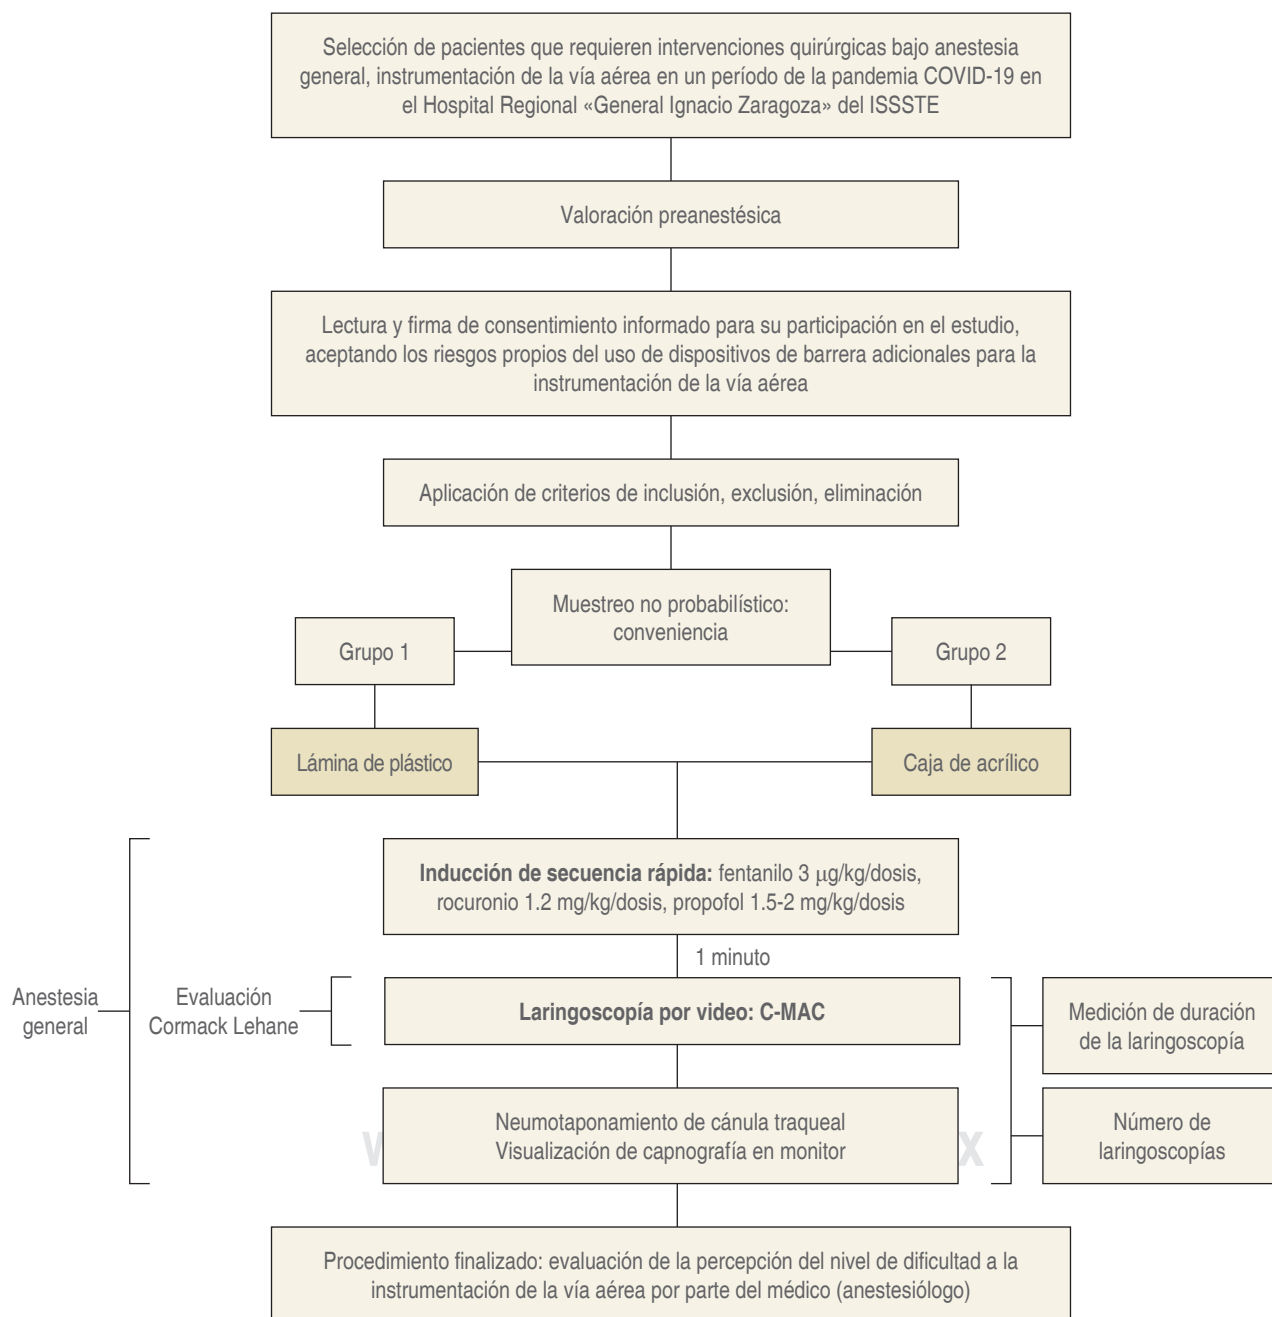 Selección de pacientes que requieren intervenciones quirúrgicas bajo anestesia
general, instrumentación de la vía aérea en un período de la pandemia COVID-19 en
el Hospital Regional «General Ignacio Zaragoza» del ISSSTE
Valoración preanestésica
Lectura y firma de consentimiento informado para su participación en el estudio,
aceptando los riesgos propios del uso de dispositivos de barrera adicionales para la
instrumentación de la vía aérea
Aplicación de criterios de inclusión, exclusión, eliminación
Muestreo no probabilístico:
conveniencia
Grupo 1
Grupo 2
Lámina de plástico
Caja de acrílico
Inducción de secuencia rápida: fentanilo 3 μg/kg/dosis,
rocuronio 1.2 mg/kg/dosis, propofol 1.5-2 mg/kg/dosis
1 minuto
Anestesia
general
Evaluación
Cormack Lehane
Laringoscopía por video: C-MAC
Medición de duración
de la laringoscopía
Neumotaponamiento de cánula traqueal
Visualización de capnografía en monitor
Número de
laringoscopías
Procedimiento finalizado: evaluación de la percepción del nivel de dificultad a la
instrumentación de la vía aérea por parte del médico (anestesiólogo)